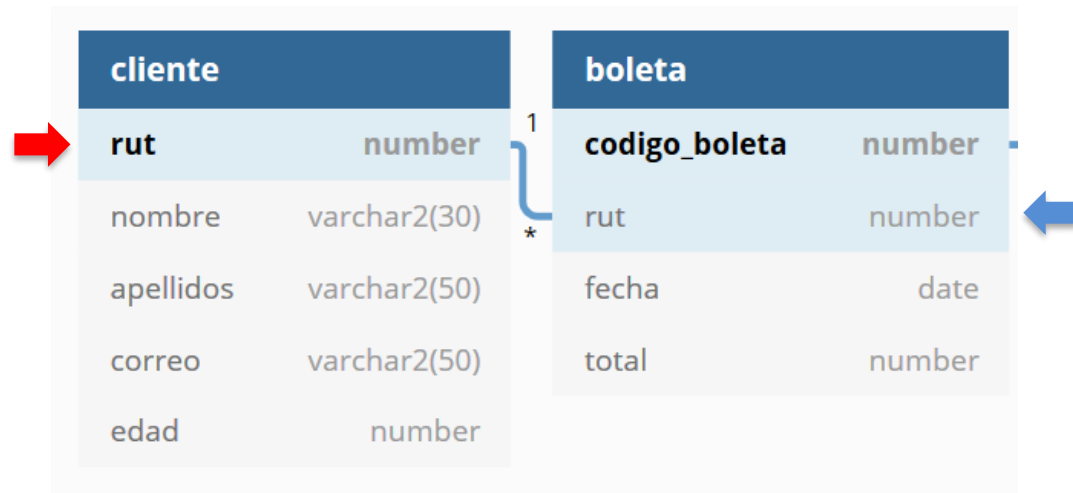 cliente
rut number
nombre varchar2(30)
apellidos varchar2(50)
correo varchar2(50)
edad number
1
*
boleta
codigo_boleta number
rut number
fecha date
total number